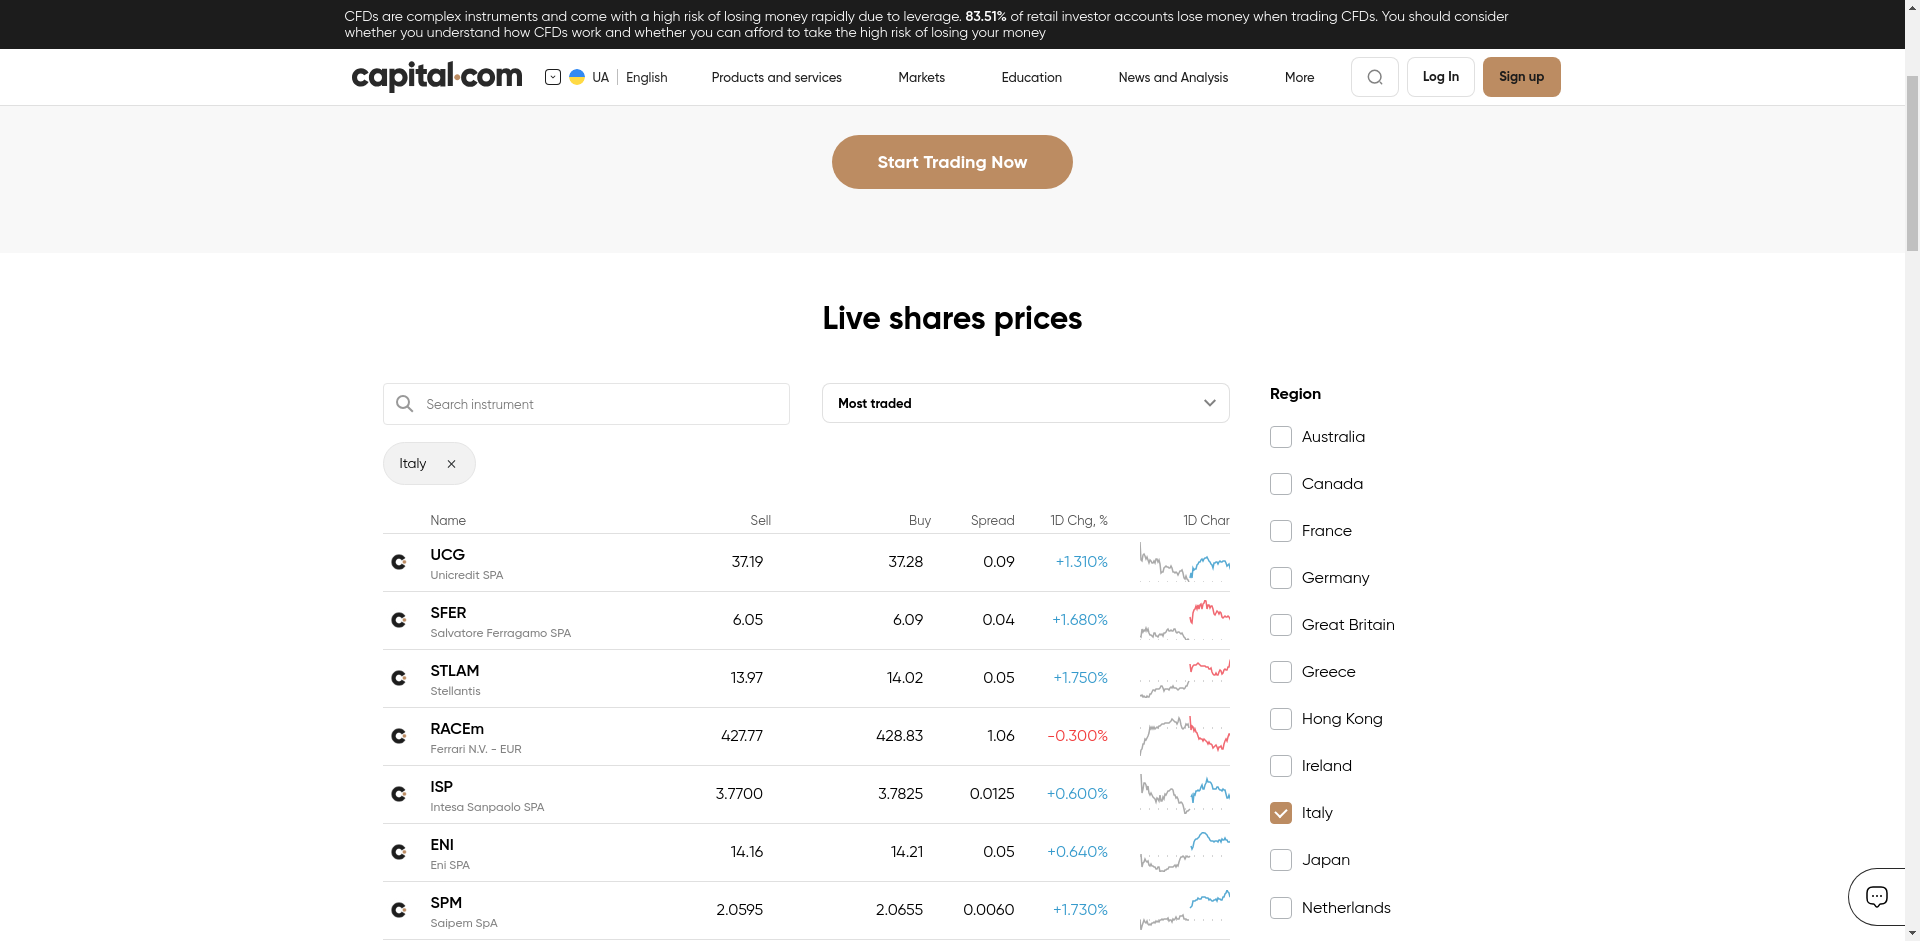 CFDs are complex instruments and come with a high risk of losing money rapidly due to leverage. 83.51% of retail investor accounts lose money when trading CFDs. You should consider
whether you understand how CFDs work and whether you can afford to take the high risk of losing your money
capital.com UA English Products and services Markets Education News and Analysis More Log In Sign up
Start Trading Now
Live shares prices
Search instrument
Most traded
Italy
Name Sell Buy Spread 1D Chg, % 1D Char
UCG 37.19 37.28 0.09 +1.310%
Unicredit SPA
SFER 6.05 6.09 0.04 +1.680%
Salvatore Ferragamo SPA
STLAM 13.97 14.02 0.05 +1.750%
Stellantis
RACEm 427.77 428.83 1.06 -0.300%
Ferrari N.V. - EUR
ISP 3.7700 3.7825 0.0125 +0.600%
Intesa Sanpaolo SPA
ENI 14.16 14.21 0.05 +0.640%
Eni SPA
SPM 2.0595 2.0655 0.0060 +1.730%
Saipem SpA
Region
Australia
Canada
France
Germany
Great Britain
Greece
Hong Kong
Ireland
Italy
Japan
Netherlands